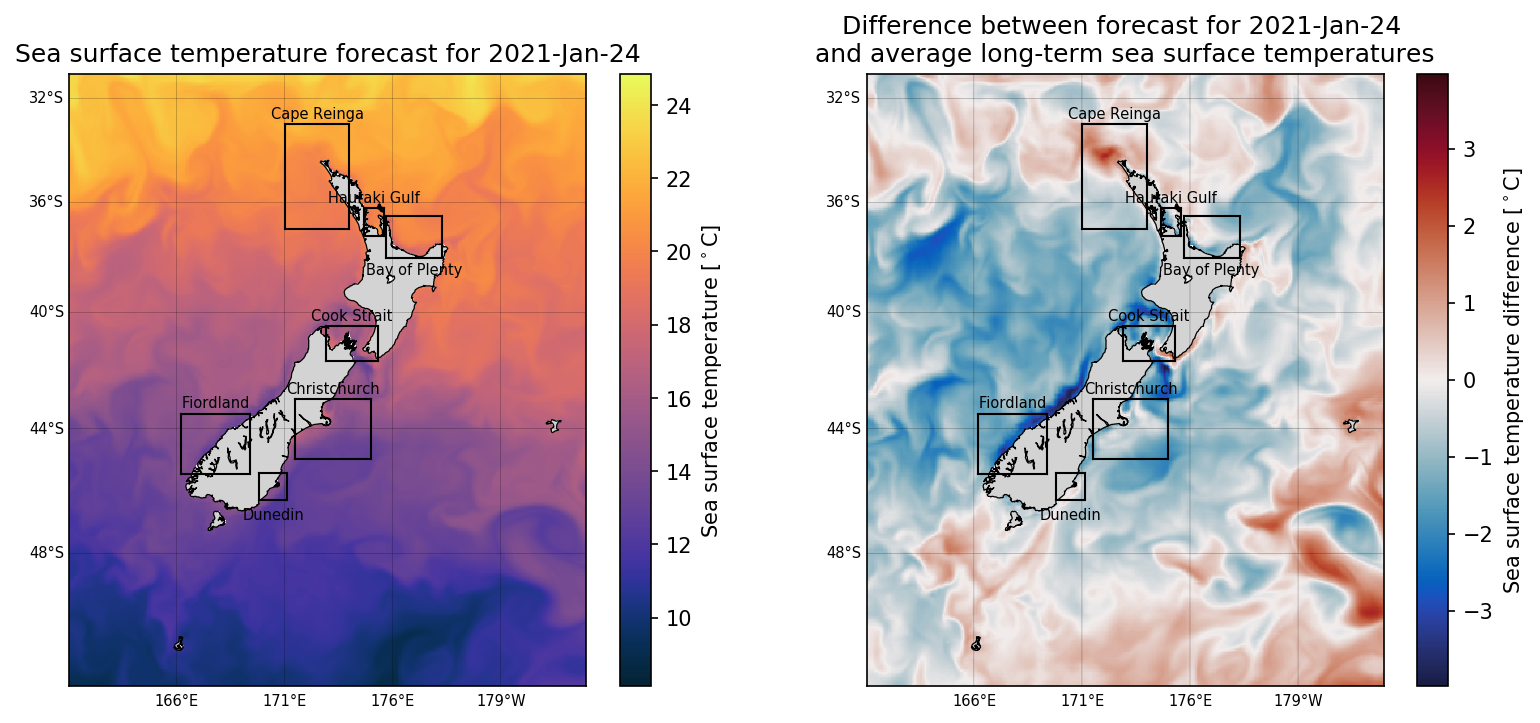 Sea surface temperature forecast for 2021-Jan-24
32°S
36°S
40°S
44°S
48°S
166°E
171°E
176°E
179°W
Cape Reinga
Hauraki Gulf
Bay of Plenty
Cook Strait
Christchurch
Fiordland
Dunedin
24
22
20
18
16
14
12
10
Sea surface temperature [°C]
Difference between forecast for 2021-Jan-24
and average long-term sea surface temperatures
32°S
36°S
40°S
44°S
48°S
166°E
171°E
176°E
179°W
Cape Reinga
Hauraki Gulf
Bay of Plenty
Cook Strait
Christchurch
Fiordland
Dunedin
3
2
1
0
−1
−2
−3
Sea surface temperature difference [°C]